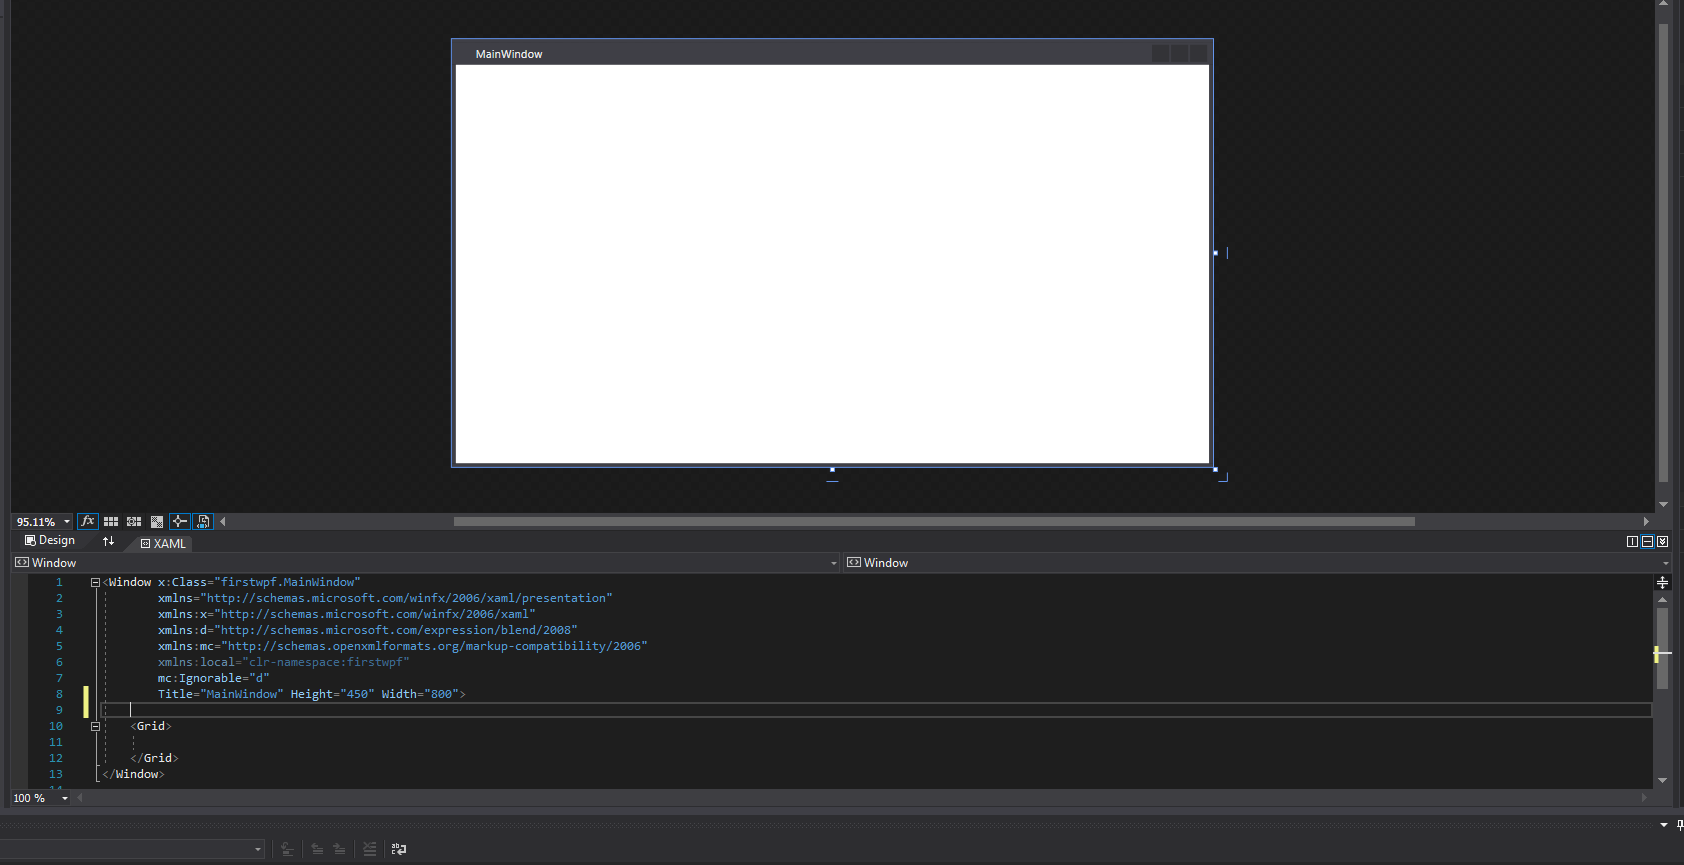 MainWindow
95.11%
fx
Design
XAML
Window
Window
1 <Window x:Class="firstwpf.MainWindow"
2 xmlns="http://schemas.microsoft.com/winfx/2006/xaml/presentation"
3 xmlns:x="http://schemas.microsoft.com/winfx/2006/xaml"
4 xmlns:d="http://schemas.microsoft.com/expression/blend/2008"
5 xmlns:mc="http://schemas.openxmlformats.org/markup-compatibility/2006"
6 xmlns:local="clr-namespace:firstwpf"
7 mc:Ignorable="d"
8 Title="MainWindow" Height="450" Width="800">
9
10 <Grid>
11
12 </Grid>
13 </Window>
100 %